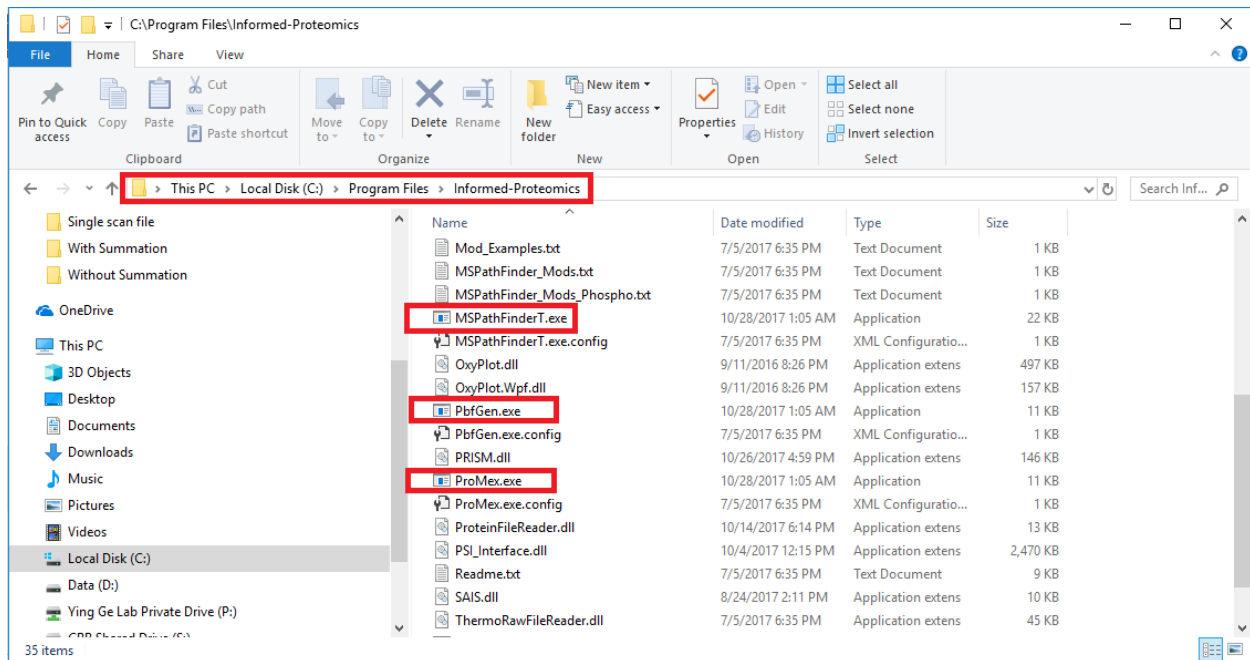 C:\Program Files\Informed-Proteomics
File Home Share View
Pin to Quick access
Copy
Paste
Cut
Copy path
Paste shortcut
Clipboard
Move to
Copy to
Delete
Rename
Organize
New folder
New item
Easy access
New
Properties
Open
Edit
History
Open
Select all
Select none
Invert selection
Select
This PC > Local Disk (C:) > Program Files > Informed-Proteomics
Search Inf...
Single scan file
With Summation
Without Summation
OneDrive
This PC
3D Objects
Desktop
Documents
Downloads
Music
Pictures
Videos
Local Disk (C:)
Data (D:)
Ying Ge Lab Private Drive (P:)
Name Date modified Type Size
Mod_Examples.txt 7/5/2017 6:35 PM Text Document 1 KB
MSPathFinder_Mods.txt 7/5/2017 6:35 PM Text Document 1 KB
MSPathFinder_Mods_Phospho.txt 7/5/2017 6:35 PM Text Document 1 KB
MSPathFinderT.exe 10/28/2017 1:05 AM Application 22 KB
MSPathFinderT.exe.config 7/5/2017 6:35 PM XML Configuratio... 1 KB
OxyPlot.dll 9/11/2016 8:26 PM Application extens 497 KB
OxyPlot.Wpf.dll 9/11/2016 8:26 PM Application extens 157 KB
PbfGen.exe 10/28/2017 1:05 AM Application 11 KB
PbfGen.exe.config 7/5/2017 6:35 PM XML Configuratio... 1 KB
PRISM.dll 10/26/2017 4:59 PM Application extens 146 KB
ProMex.exe 10/28/2017 1:05 AM Application 11 KB
ProMex.exe.config 7/5/2017 6:35 PM XML Configuratio... 1 KB
ProteinFileReader.dll 10/14/2017 6:14 PM Application extens 13 KB
PSI_Interface.dll 10/4/2017 12:15 PM Application extens 2,470 KB
Readme.txt 7/5/2017 6:35 PM Text Document 9 KB
SAIS.dll 8/24/2017 2:11 PM Application extens 10 KB
ThermoRawFileReader.dll 7/5/2017 6:35 PM Application extens 45 KB
35 items